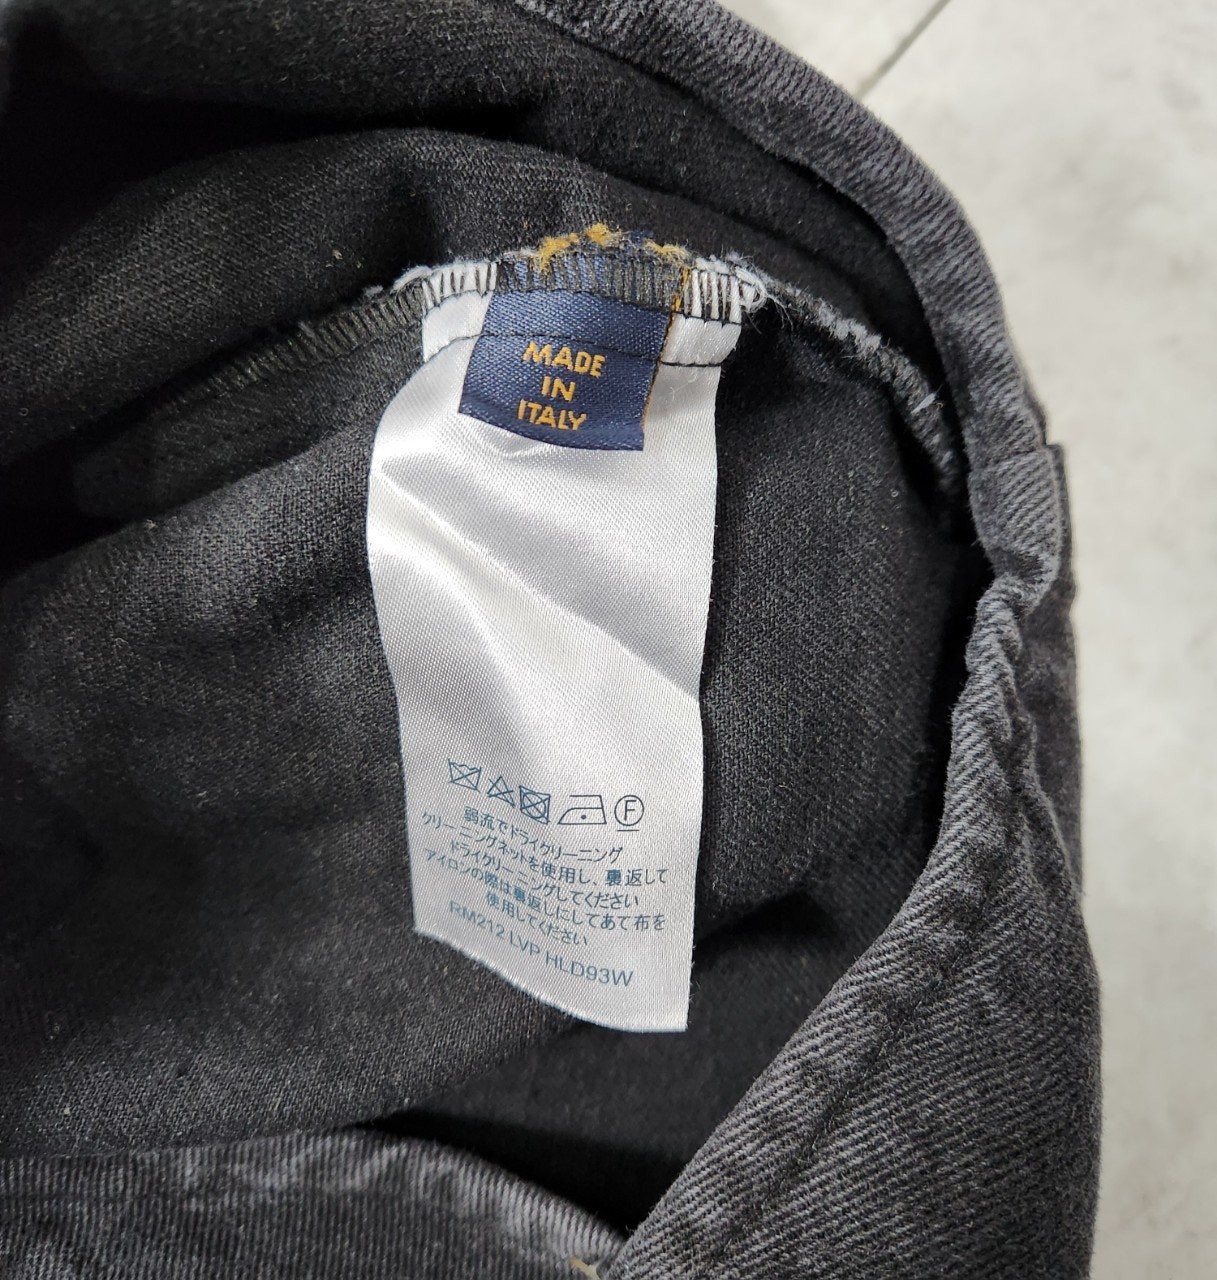 MADE
IN
ITALY
F
弱流でドライクリーニング
クリーニングネットを使用し、裏返して
ドライクリーニングしてください
アイロンの際は裏返しにしてあて布を
使用してください
RM212 LVP HLD93W